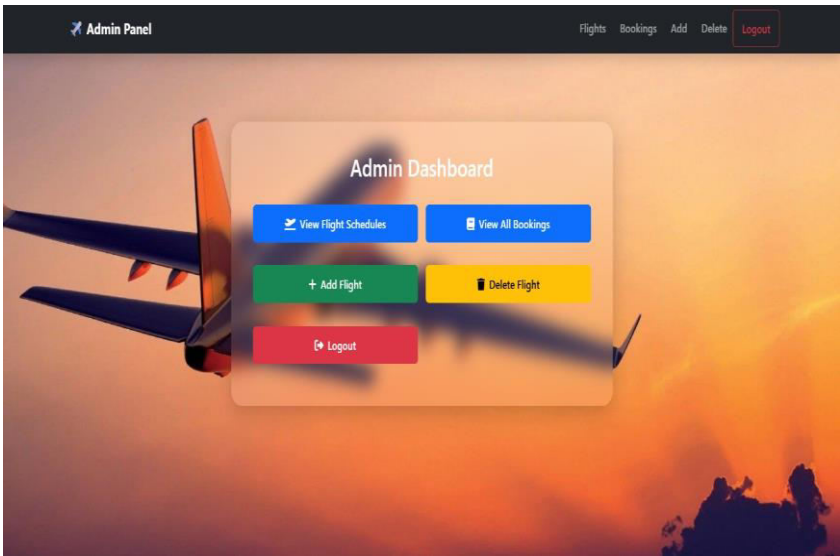 Admin Panel
Flights Bookings Add Delete Logout
Admin Dashboard
View Flight Schedules
View All Bookings
+ Add Flight
Delete Flight
Logout